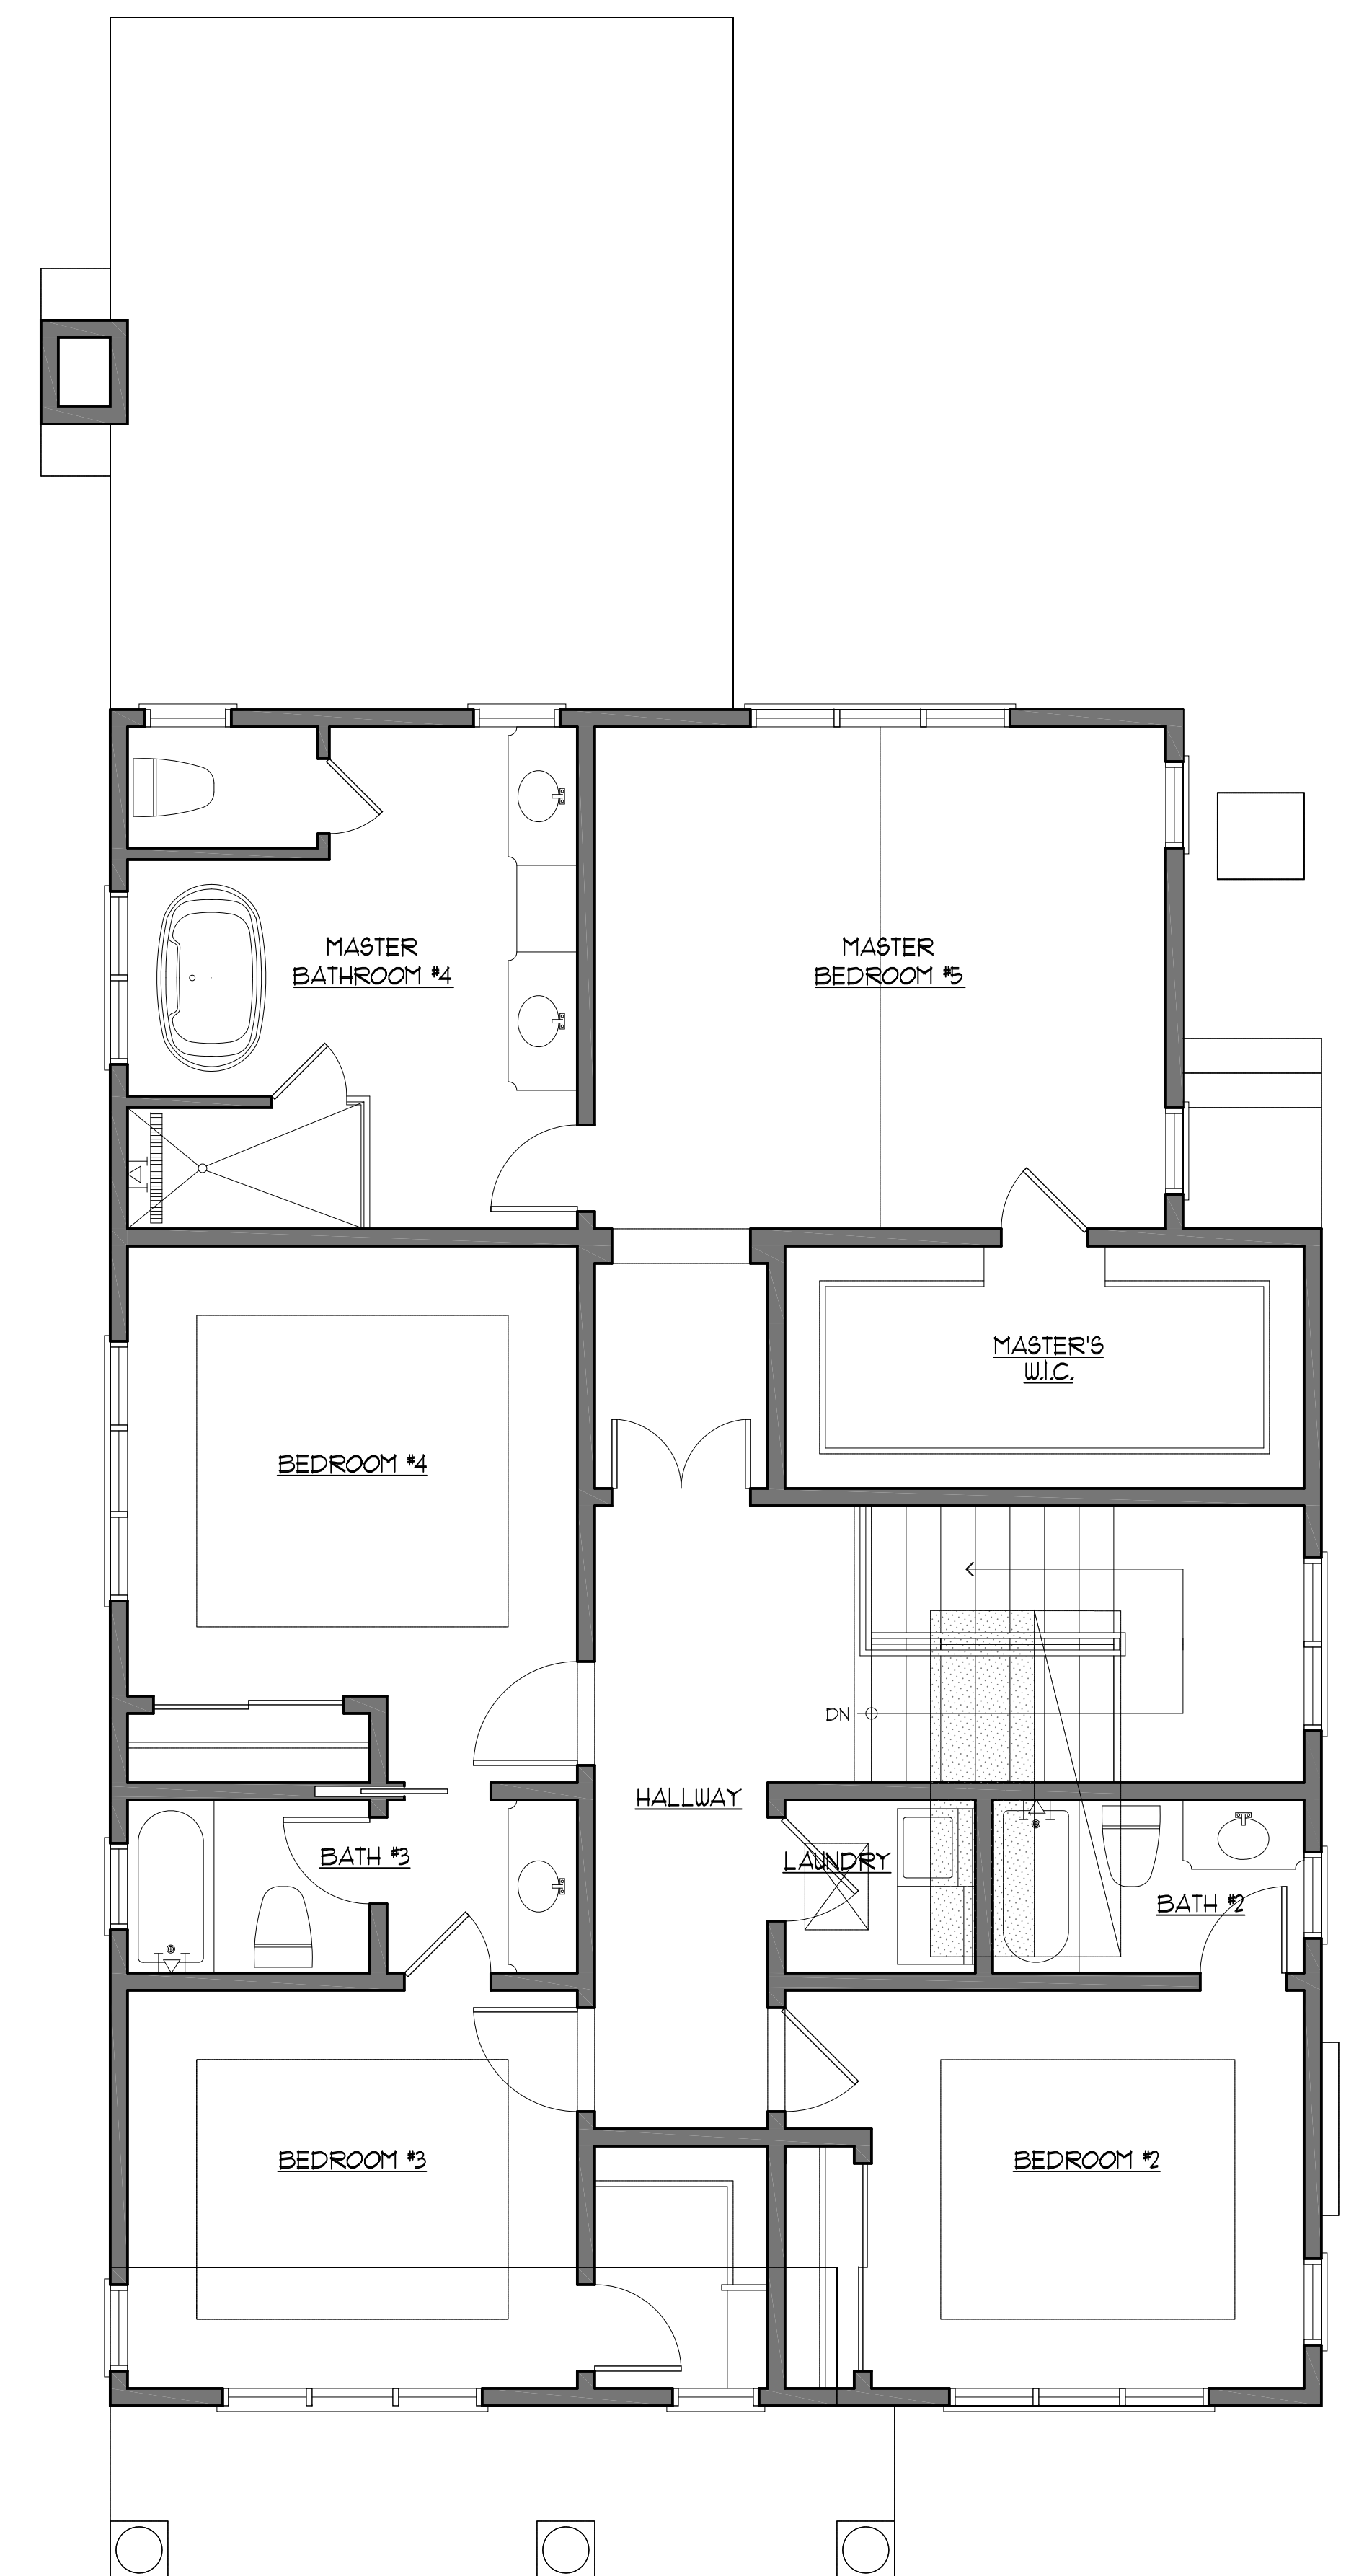 MASTER
BATHROOM #4
MASTER
BEDROOM #5
MASTER'S
W.I.C.
BEDROOM #4
DN
HALLWAY
BATH #3
LAUNDRY
BATH #2
BEDROOM #3
BEDROOM #2